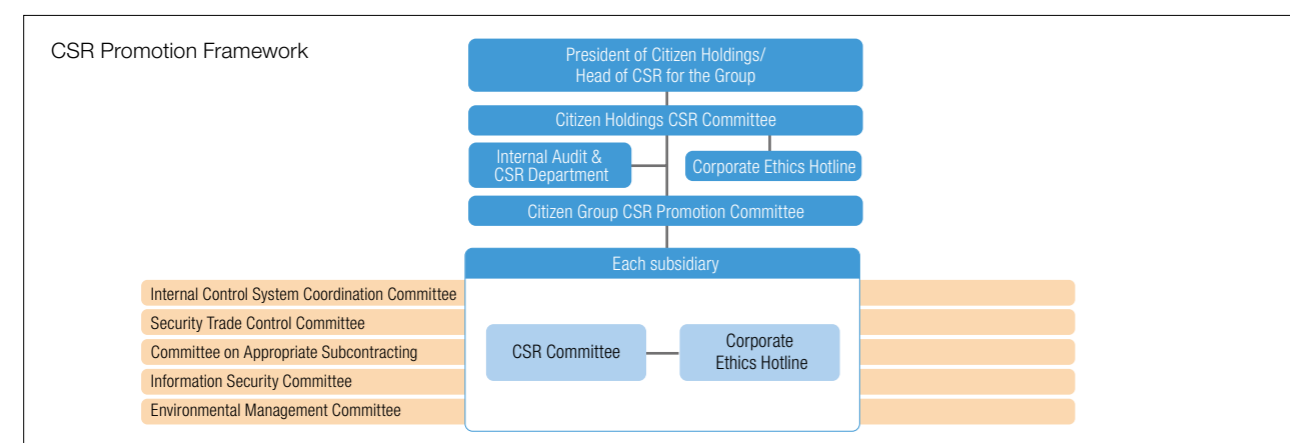 CSR Promotion Framework
President of Citizen Holdings/
Head of CSR for the Group
Citizen Holdings CSR Committee
Internal Audit &
CSR Department
Corporate Ethics Hotline
Citizen Group CSR Promotion Committee
Each subsidiary
Internal Control System Coordination Committee
Security Trade Control Committee
Committee on Appropriate Subcontracting
Information Security Committee
Environmental Management Committee
CSR Committee
Corporate
Ethics Hotline